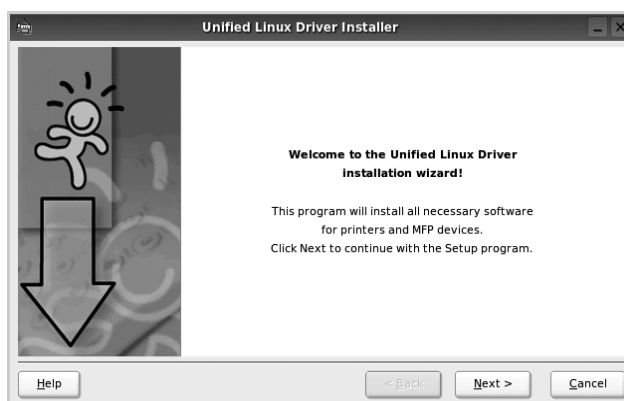 Unified Linux Driver Installer
Welcome to the Unified Linux Driver
installation wizard!
This program will install all necessary software
for printers and MFP devices.
Click Next to continue with the Setup program.
Help
< Back
Next >
Cancel